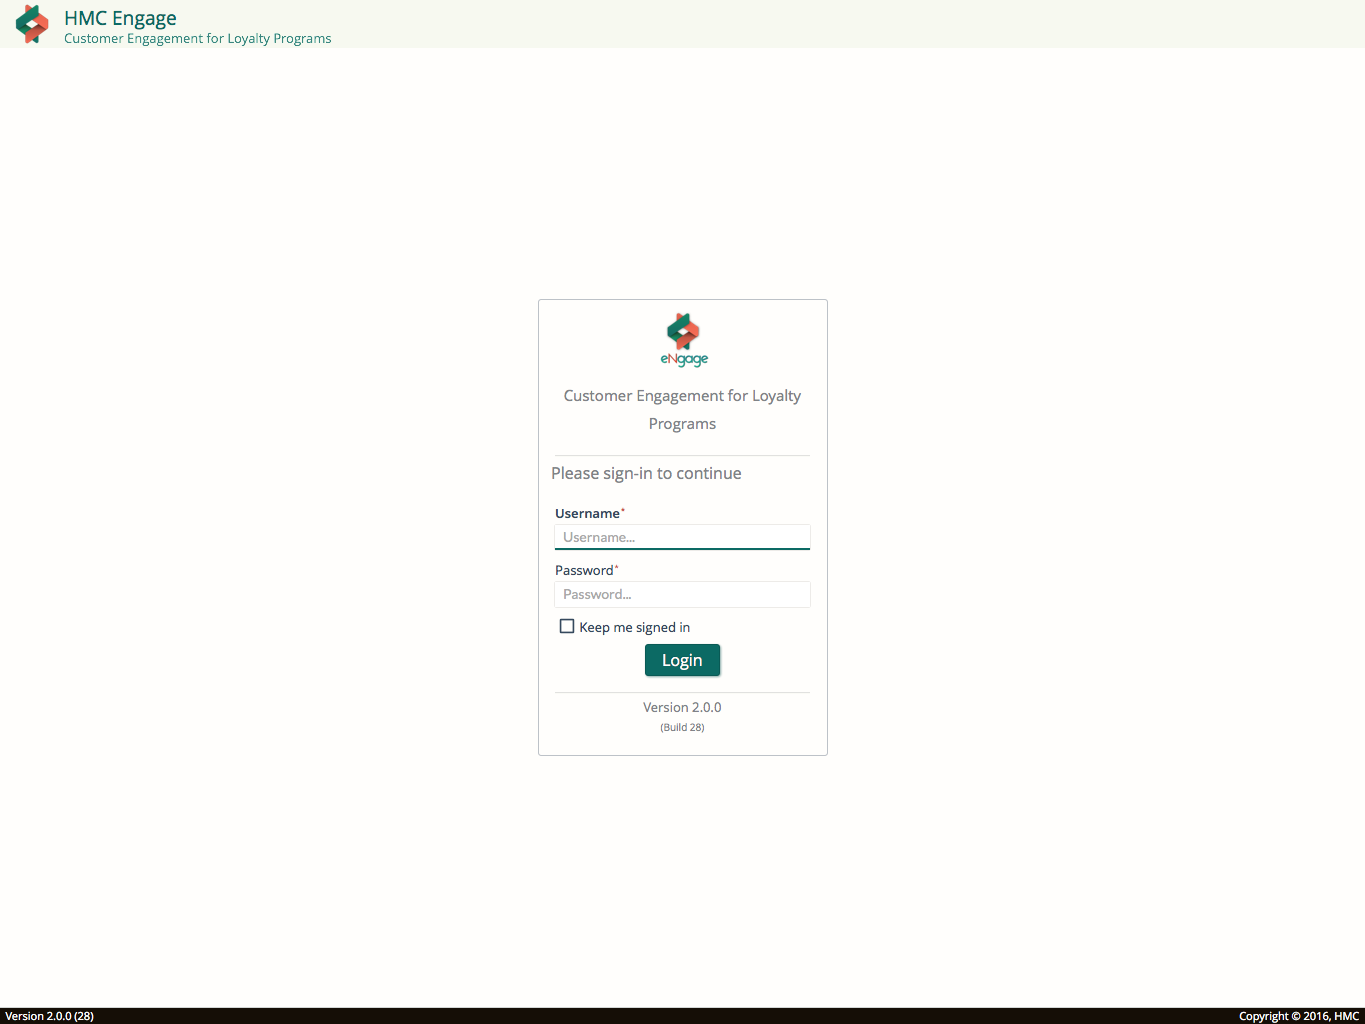 HMC Engage
Customer Engagement for Loyalty Programs
eNgage
Customer Engagement for Loyalty
Programs
Please sign-in to continue
Username*
Username...
Password*
Password...
Keep me signed in
Login
Version 2.0.0
(Build 28)
Version 2.0.0 (28)
Copyright © 2016, HMC